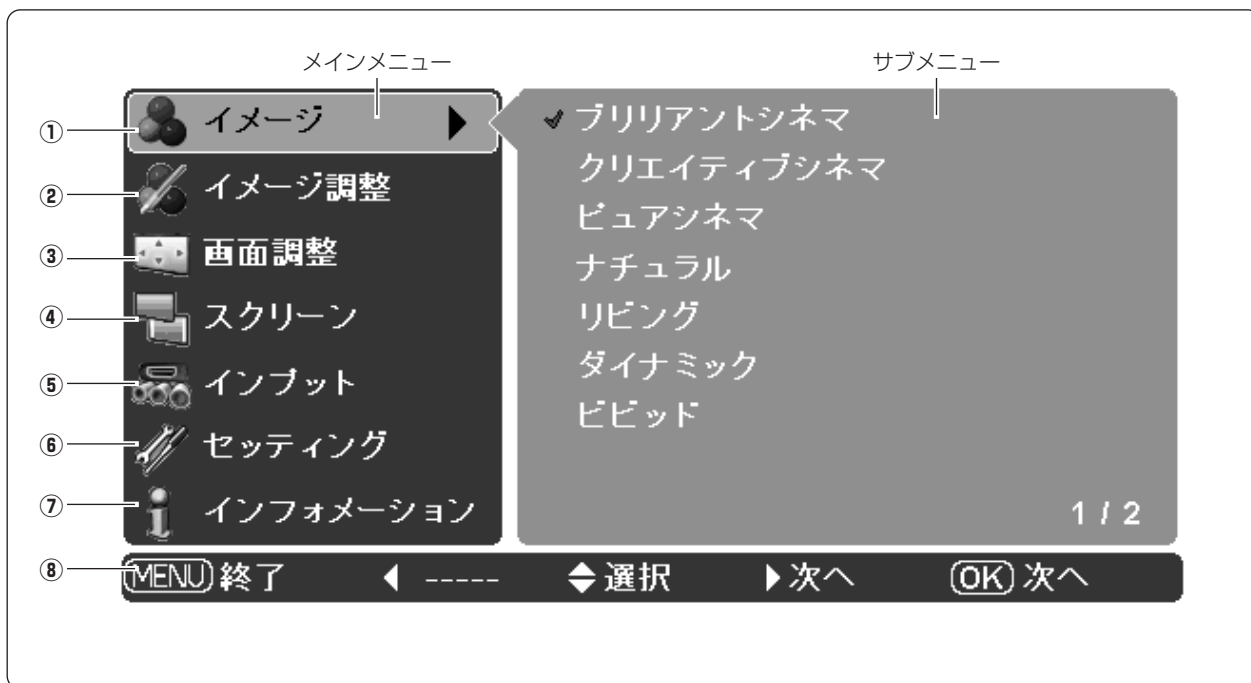 メインメニュー
サブメニュー
① イメージ
② イメージ調整
③ 画面調整
④ スクリーン
⑤ インプット
⑥ セッティング
⑦ インフォメーション
ブリリアントシネマ
クリエイティブシネマ
ピュアシネマ
ナチュラル
リビング
ダイナミック
ビビッド
1 / 2
⑧ MENU 終了 ◀ ----- 選択 ▶次へ OK 次へ